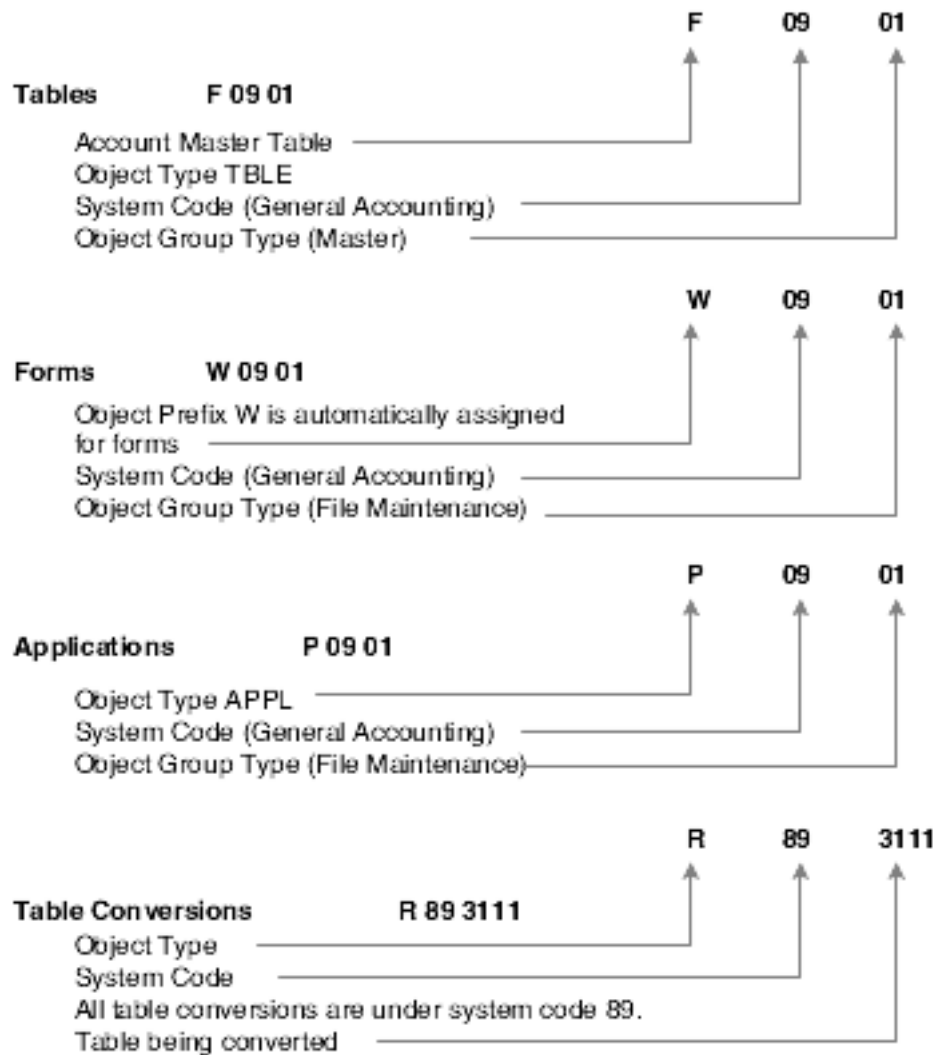 F 09 01
Tables F 09 01
Account Master Table
Object Type TBLE
System Code (General Accounting)
Object Group Type (Master)
W 09 01
Forms W 09 01
Object Prefix W is automatically assigned
for forms
System Code (General Accounting)
Object Group Type (File Maintenance)
P 09 01
Applications P 09 01
Object Type APPL
System Code (General Accounting)
Object Group Type (File Maintenance)
R 89 3111
Table Conversions R 89 3111
Object Type
System Code
All table conversions are under system code 89.
Table being converted